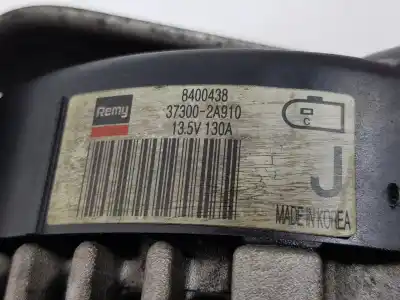 Remy
8400438
37300-2A910
13.5V 130A
G
J
MADE IN KOREA